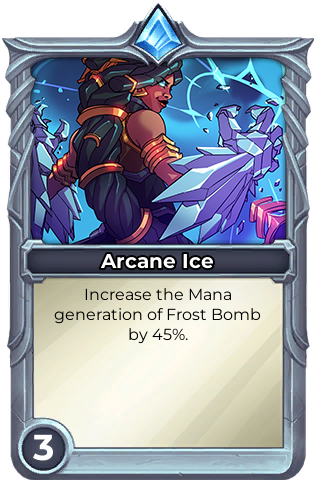 Arcane Ice
Increase the Mana
generation of Frost Bomb
by 45%.
3